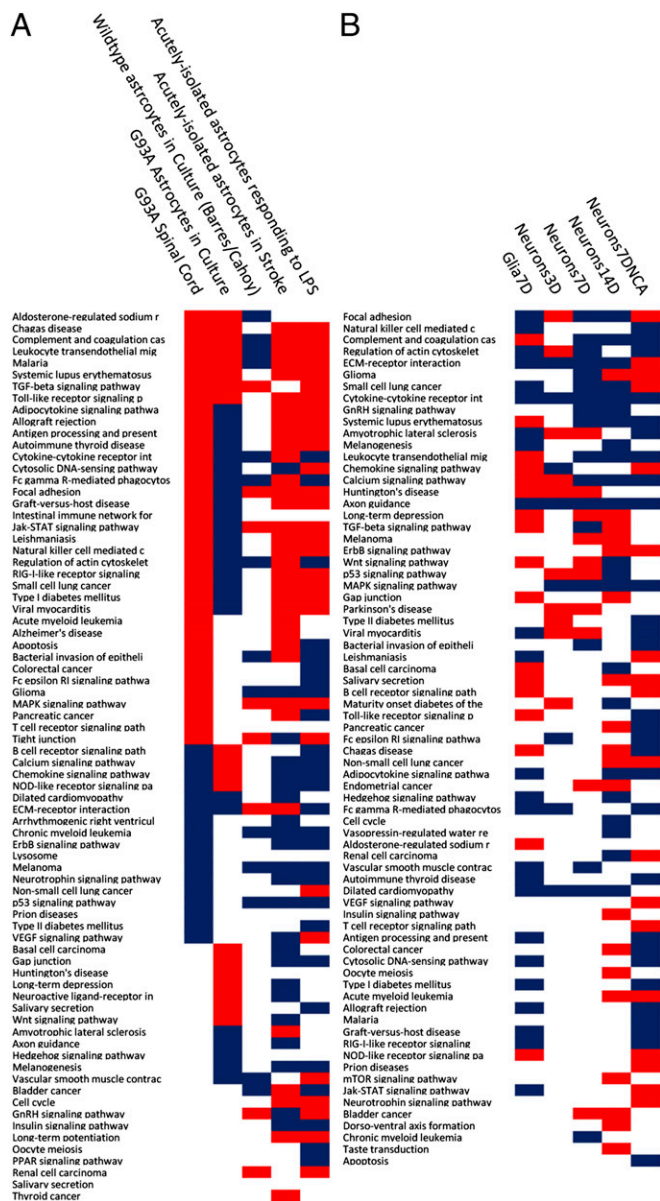 A
B
Acutely-isolated astrocytes responding to LPS
Acutely-isolated astrocytes in Stroke
Wildtype astrcoytes in Culture (Barres/Cahoy)
G93A Astrocytes in Culture
G93A Spinal Cord
Neurons7DNCA
Neurons14D
Neurons7D
Neurons3D
Glia7D
Aldosterone-regulated sodium r
Chagas disease
Complement and coagulation cas
Leukocyte transendothelial mig
Malaria
Systemic lupus erythematosus
TGF-beta signaling pathway
Toll-like receptor signaling p
Adipocytokine signaling pathwa
Allograft rejection
Antigen processing and present
Autoimmune thyroid disease
Cytokine-cytokine receptor int
Cytosolic DNA-sensing pathway
Fc gamma R-mediated phagocytos
Focal adhesion
Graft-versus-host disease
Intestinal immune network for
Jak-STAT signaling pathway
Leishmaniasis
Natural killer cell mediated c
Regulation of actin cytoskelet
RIG-I-like receptor signaling
Small cell lung cancer
Type I diabetes mellitus
Viral myocarditis
Acute myeloid leukemia
Alzheimer's disease
Apoptosis
Bacterial invasion of epitheli
Colorectal cancer
Fc epsilon RI signaling pathwa
Glioma
MAPK signaling pathway
Pancreatic cancer
T cell receptor signaling path
Tight junction
B cell receptor signaling path
Calcium signaling pathway
Chemokine signaling pathway
NOD-like receptor signaling pa
Dilated cardiomyopathy
ECM-receptor interaction
Arrhythmogenic right ventricul
Chronic myeloid leukemia
ErbB signaling pathway
Lysosome
Melanoma
Neurotrophin signaling pathway
Non-small cell lung cancer
p53 signaling pathway
Prion diseases
Type II diabetes mellitus
VEGF signaling pathway
Basal cell carcinoma
Gap junction
Huntington's disease
Long-term depression
Neuroactive ligand-receptor in
Salivary secretion
Wnt signaling pathway
Amyotrophic lateral sclerosis
Axon guidance
Hedgehog signaling pathway
Melanogenesis
Vascular smooth muscle contrac
Bladder cancer
Cell cycle
GnRH signaling pathway
Insulin signaling pathway
Long-term potentiation
Oocyte meiosis
PPAR signaling pathway
Renal cell carcinoma
Salivary secretion
Thyroid cancer
Focal adhesion
Natural killer cell mediated c
Complement and coagulation cas
Regulation of actin cytoskelet
ECM-receptor interaction
Glioma
Small cell lung cancer
Cytokine-cytokine receptor int
GnRH signaling pathway
Systemic lupus erythematosus
Amyotrophic lateral sclerosis
Melanogenesis
Leukocyte transendothelial mig
Chemokine signaling pathway
Calcium signaling pathway
Huntington's disease
Axon guidance
Long-term depression
TGF-beta signaling pathway
Melanoma
ErbB signaling pathway
Wnt signaling pathway
p53 signaling pathway
MAPK signaling pathway
Gap junction
Parkinson's disease
Type II diabetes mellitus
Viral myocarditis
Bacterial invasion of epitheli
Leishmaniasis
Basal cell carcinoma
Salivary secretion
B cell receptor signaling path
Maturity onset diabetes of the
Toll-like receptor signaling p
Pancreatic cancer
Fc epsilon RI signaling pathwa
Chagas disease
Non-small cell lung cancer
Adipocytokine signaling pathwa
Endometrial cancer
Hedgehog signaling pathway
Fc gamma R-mediated phagocytos
Cell cycle
Vasopressin-regulated water re
Aldosterone-regulated sodium r
Renal cell carcinoma
Vascular smooth muscle contrac
Autoimmune thyroid disease
Dilated cardiomyopathy
VEGF signaling pathway
Insulin signaling pathway
T cell receptor signaling path
Antigen processing and present
Colorectal cancer
Cytosolic DNA-sensing pathway
Oocyte meiosis
Type I diabetes mellitus
Acute myeloid leukemia
Allograft rejection
Malaria
Graft-versus-host disease
RIG-I-like receptor signaling
NOD-like receptor signaling pa
Prion diseases
mTOR signaling pathway
Jak-STAT signaling pathway
Neurotrophin signaling pathway
Bladder cancer
Dorso-ventral axis formation
Chronic myeloid leukemia
Taste transduction
Apoptosis